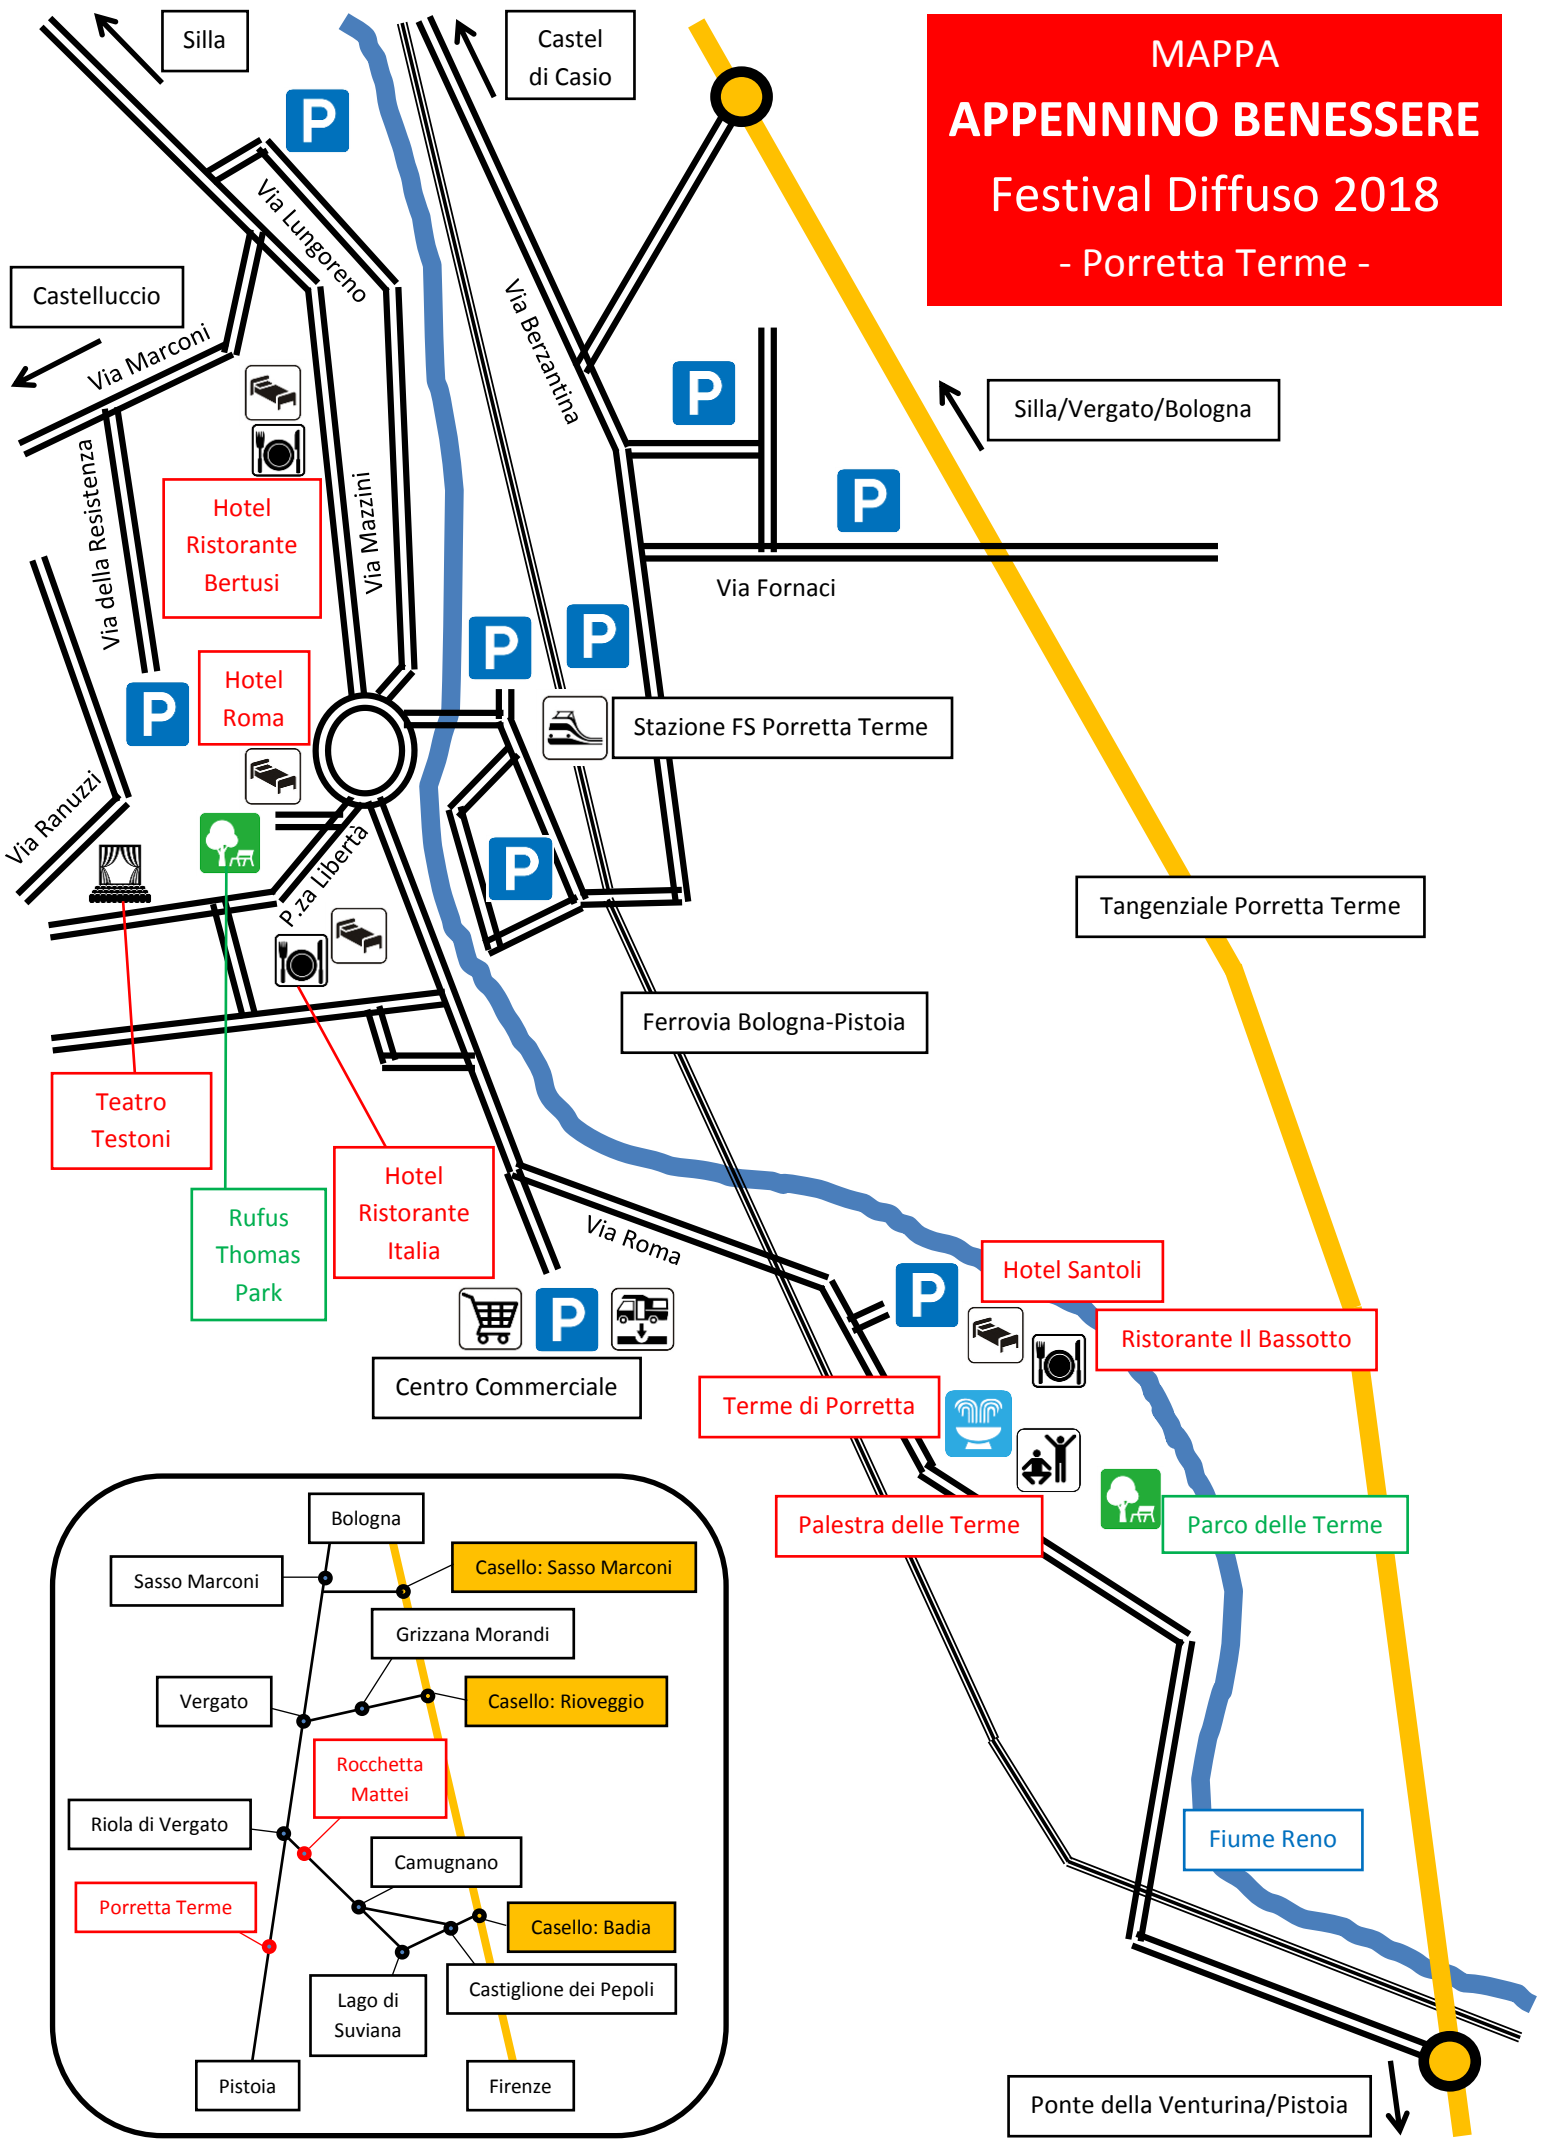 MAPPA
APPENNINO BENESSERE
Festival Diffuso 2018
- Porretta Terme -
Silla
Castel
di Casio
P
Via Lungoreno
Castelluccio
Via Marconi
Via Berzantina
P
Silla/Vergato/Bologna
Via della Resistenza
Via Mazzini
Hotel
Ristorante
Bertusi
P
Via Fornaci
P
P
Hotel
Roma
P
Stazione FS Porretta Terme
Via Ranuzzi
P.za Libertà
P
Tangenziale Porretta Terme
Ferrovia Bologna-Pistoia
Teatro
Testoni
Rufus
Thomas
Park
Hotel
Ristorante
Italia
Via Roma
P
Centro Commerciale
P
Hotel Santoli
Ristorante Il Bassotto
Terme di Porretta
Palestra delle Terme
Parco delle Terme
Fiume Reno
Ponte della Venturina/Pistoia
Bologna
Sasso Marconi
Casello: Sasso Marconi
Grizzana Morandi
Vergato
Casello: Rioveggio
Rocchetta
Mattei
Riola di Vergato
Camugnano
Porretta Terme
Casello: Badia
Castiglione dei Pepoli
Lago di
Suviana
Pistoia
Firenze